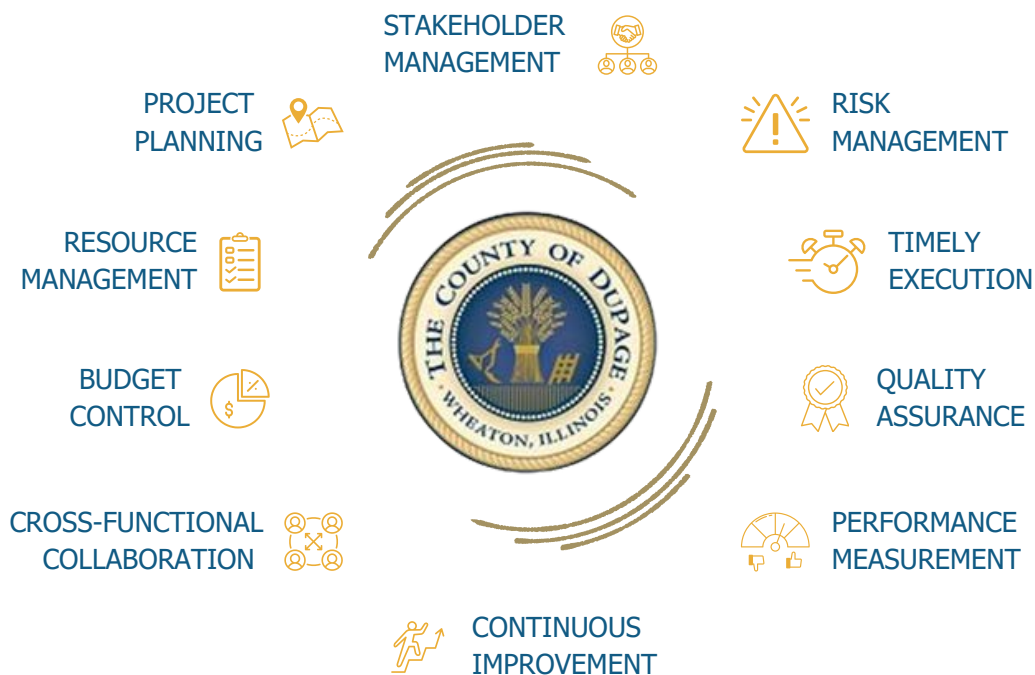 STAKEHOLDER
MANAGEMENT
PROJECT
PLANNING
RISK
MANAGEMENT
RESOURCE
MANAGEMENT
TIMELY
EXECUTION
THE COUNTY OF DUPAGE
· WHEATON, ILLINOIS ·
BUDGET
CONTROL
%
$
QUALITY
ASSURANCE
CROSS-FUNCTIONAL
COLLABORATION
PERFORMANCE
MEASUREMENT
CONTINUOUS
IMPROVEMENT